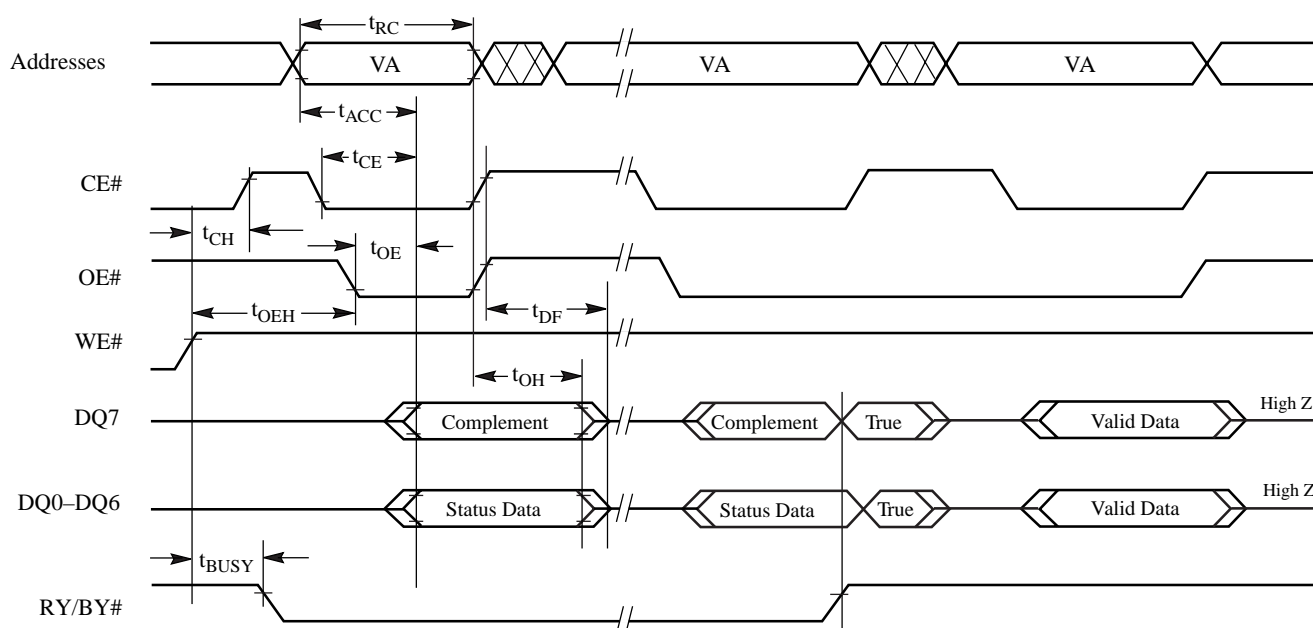 tRC
Addresses VA VA VA
tACC
tCE
CE#
tCH tOE
OE#
tOEH tDF
WE#
tOH
DQ7 Complement Complement True Valid Data High Z
DQ0–DQ6 Status Data Status Data True Valid Data High Z
tBUSY
RY/BY#